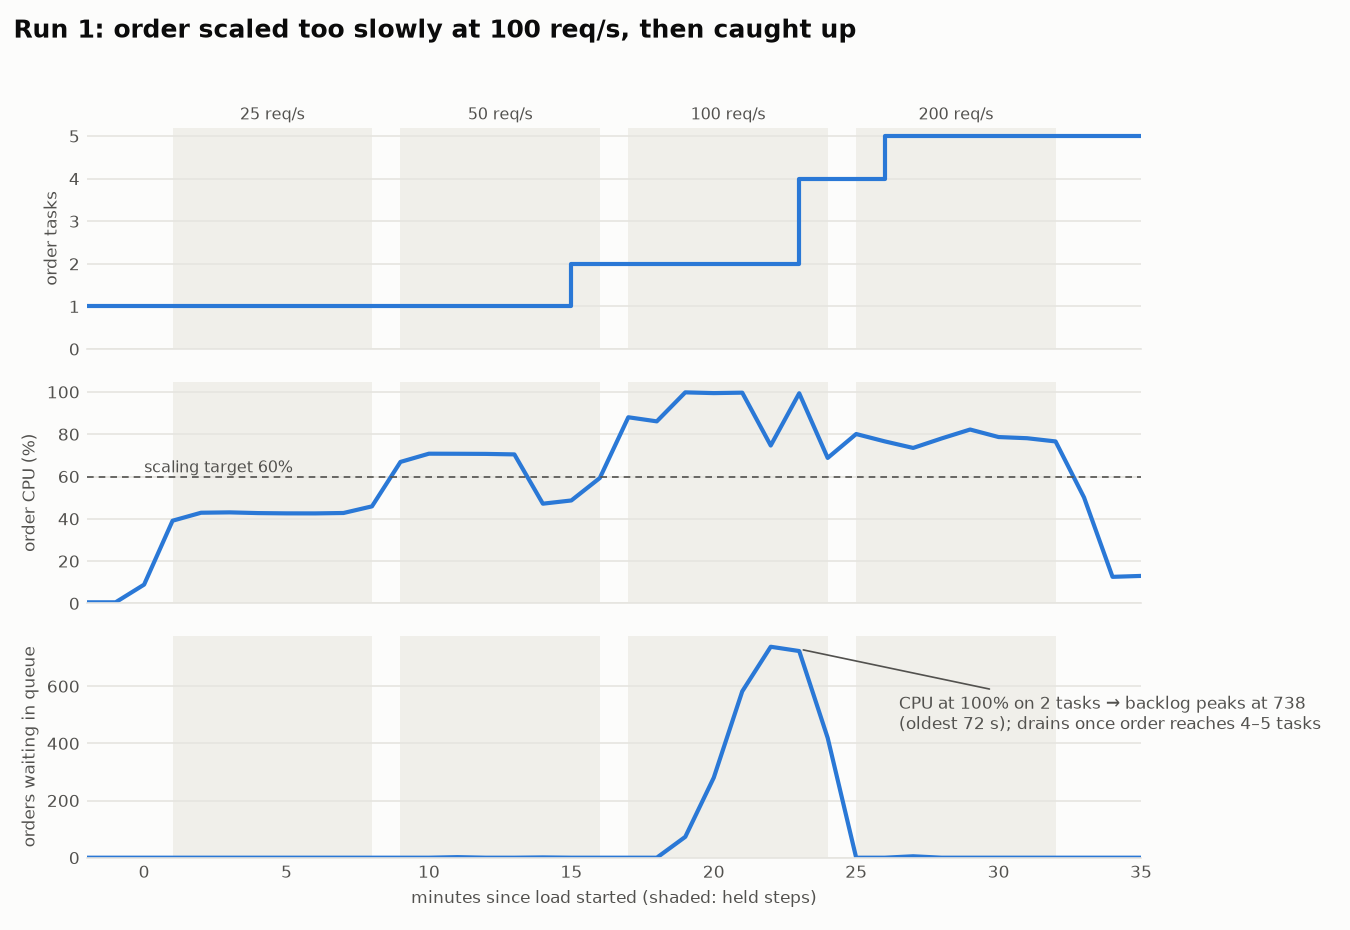 Run 1: order scaled too slowly at 100 req/s, then caught up
25 req/s
50 req/s
100 req/s
200 req/s
5
4
3
2
1
0
order tasks
100
80
60
40
20
0
order CPU (%)
scaling target 60%
600
400
200
0
orders waiting in queue
CPU at 100% on 2 tasks → backlog peaks at 738
(oldest 72 s); drains once order reaches 4–5 tasks
0
5
10
15
20
25
30
35
minutes since load started (shaded: held steps)